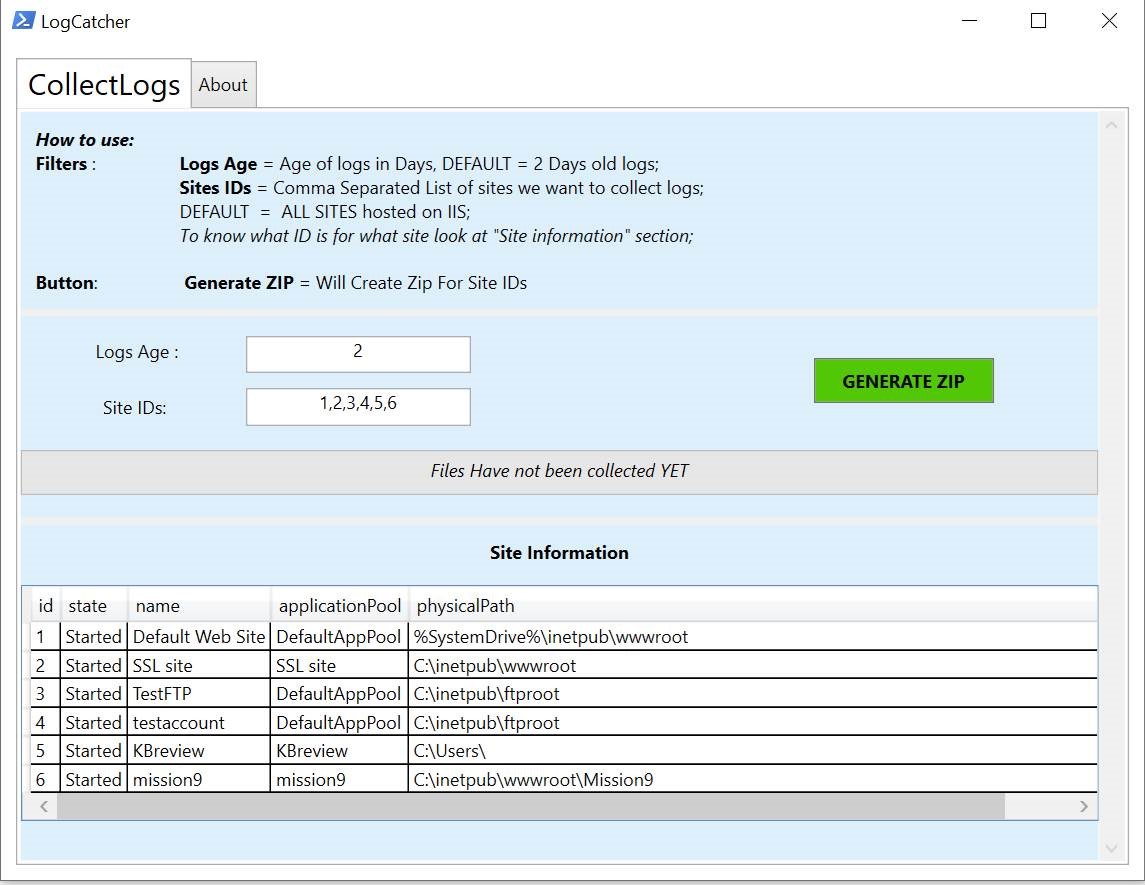 LogCatcher
CollectLogs About
How to use:
Filters : Logs Age = Age of logs in Days, DEFAULT = 2 Days old logs;
Sites IDs = Comma Separated List of sites we want to collect logs;
DEFAULT = ALL SITES hosted on IIS;
To know what ID is for what site look at "Site information" section;
Button: Generate ZIP = Will Create Zip For Site IDs
Logs Age : 2
GENERATE ZIP
Site IDs: 1,2,3,4,5,6
Files Have not been collected YET
Site Information
id state name applicationPool physicalPath
1 Started Default Web Site DefaultAppPool %SystemDrive%\inetpub\wwwroot
2 Started SSL site SSL site C:\inetpub\wwwroot
3 Started TestFTP DefaultAppPool C:\inetpub\ftproot
4 Started testaccount DefaultAppPool C:\inetpub\ftproot
5 Started KBreview KBreview C:\Users\
6 Started mission9 mission9 C:\inetpub\wwwroot\Mission9